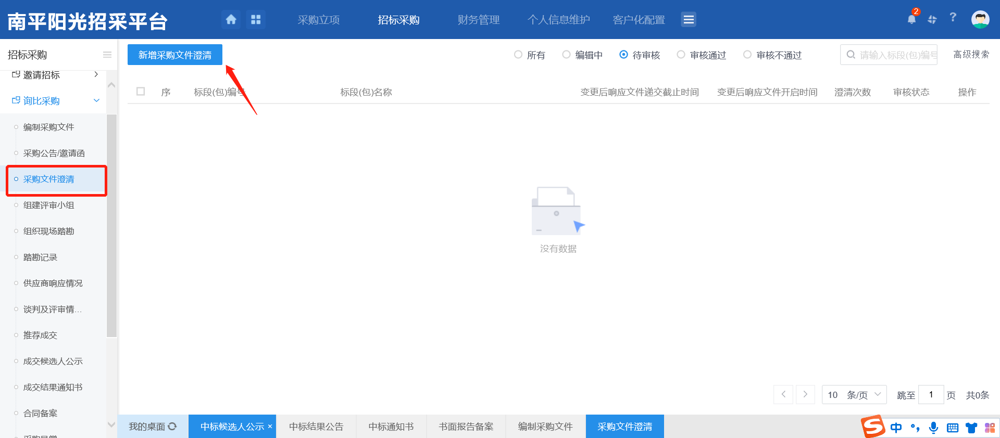 南平阳光招采平台
采购立项
招标采购
财务管理
个人信息维护
客户化配置
2
?
招标采购
新增采购文件澄清
所有
编辑中
待审核
审核通过
审核不通过
请输入标段(包)编号
高级搜索
邀请招标
询比采购
编制采购文件
采购公告/邀请函
采购文件澄清
组建评审小组
组织现场踏勘
踏勘记录
供应商响应情况
谈判及评审情...
推荐成交
成交候选人公示
成交结果通知书
合同备案
序
标段(包)编号
标段(包)名称
变更后响应文件递交截止时间
变更后响应文件开启时间
澄清次数
审核状态
操作
没有数据
10 条/页
跳至 1 页
共0条
我的桌面
中标候选人公示 ×
中标结果公告
中标通知书
书面报告备案
编制采购文件
采购文件澄清
S 中